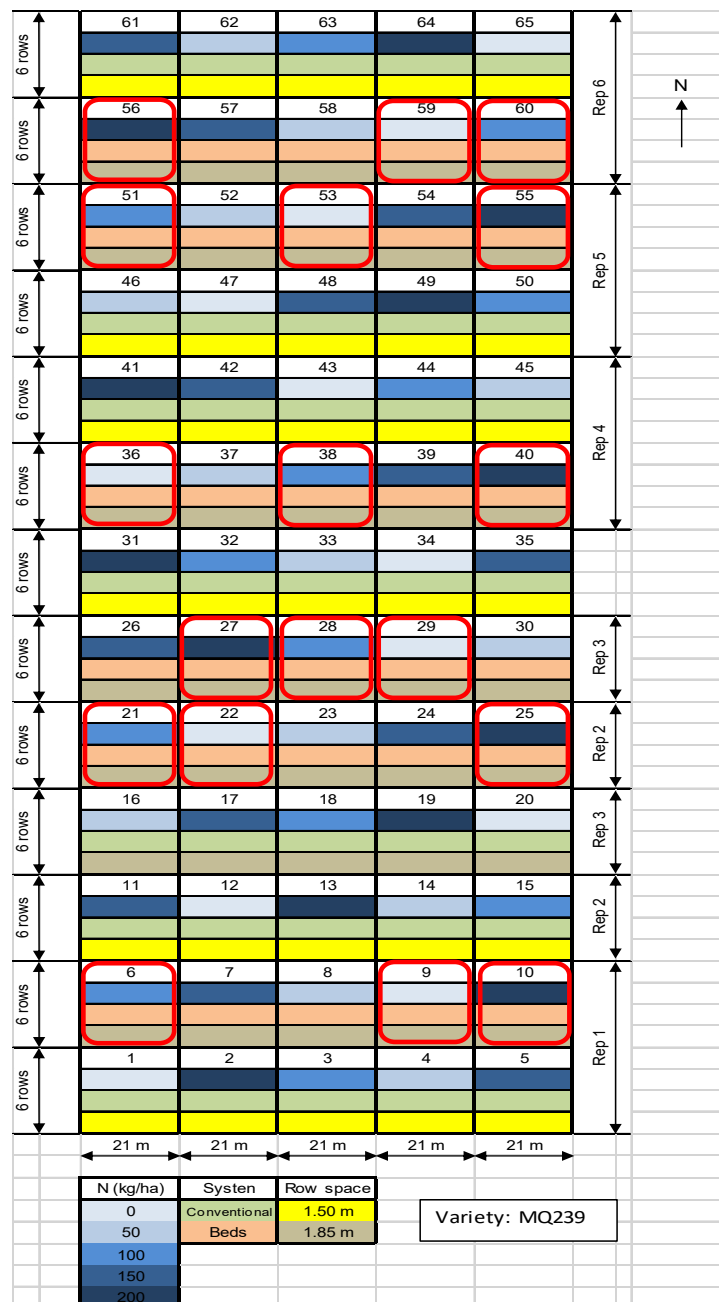 61 62 63 64 65
6 rows
Rep 6
N
56 57 58 59 60
6 rows
51 52 53 54 55
6 rows
Rep 5
46 47 48 49 50
6 rows
41 42 43 44 45
6 rows
Rep 4
36 37 38 39 40
6 rows
31 32 33 34 35
6 rows
26 27 28 29 30
6 rows
Rep 3
21 22 23 24 25
6 rows
Rep 2
16 17 18 19 20
6 rows
Rep 3
11 12 13 14 15
6 rows
Rep 2
6 7 8 9 10
6 rows
Rep 1
1 2 3 4 5
6 rows
21 m 21 m 21 m 21 m 21 m
N (kg/ha) Systen Row space
0 Conventional 1.50 m
50 Beds 1.85 m
100
150
200
Variety: MQ239